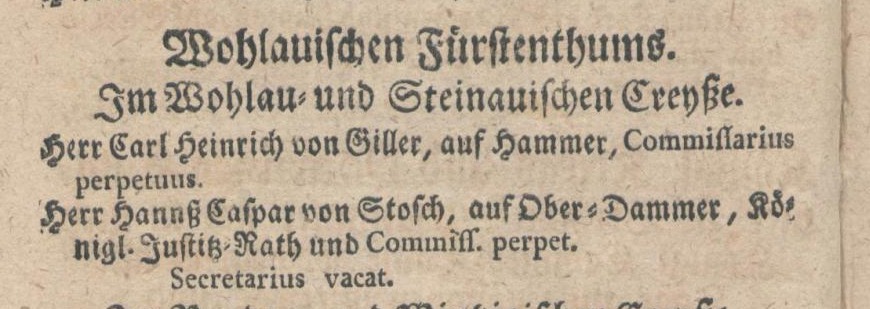 Wohlauiſchen Fürſtenthums.
Im Wohlau- und Steinauiſchen Creyße.
Herr Carl Heinrich von Giller, auf Hammer, Commiſſarius
perpetuus.
Herr Hannß Caſpar von Stoſch, auf Ober-Dammer, Kö-
nigl. Juſtitz-Rath und Commiſſ. perpet.
Secretarius vacat.